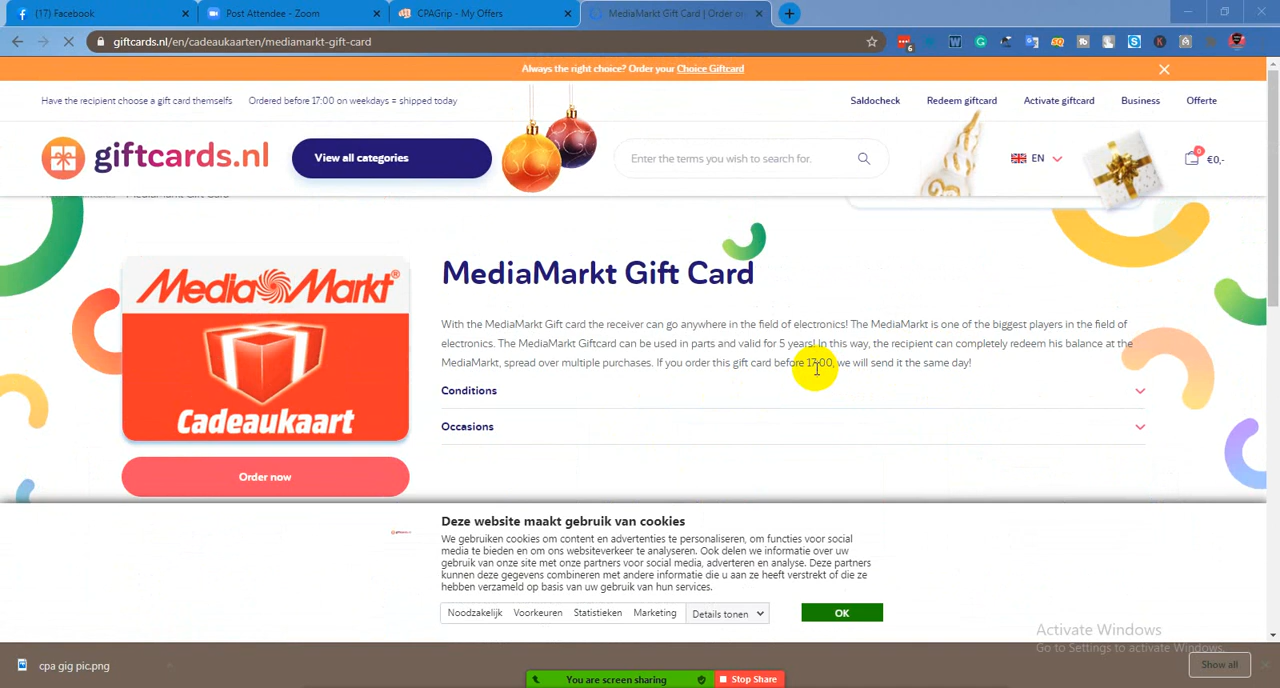 (17) Facebook
Post Attendee - Zoom
CPAGrip - My Offers
MediaMarkt Gift Card | Order on
giftcards.nl/en/cadeaukaarten/mediamarkt-gift-card
6
Always the right choice? Order your Choice Giftcard
Have the recipient choose a gift card themselfs
Ordered before 17:00 on weekdays = shipped today
Saldocheck
Redeem giftcard
Activate giftcard
Business
Offerte
giftcards.nl
View all categories
Enter the terms you wish to search for.
EN
0
€0,-
MediaMarkt Gift Card
Media Markt®
Cadeaukaart
Order now
MediaMarkt Gift Card
With the MediaMarkt Gift card the receiver can go anywhere in the field of electronics! The MediaMarkt is one of the biggest players in the field of
electronics. The MediaMarkt Giftcard can be used in parts and valid for 5 years! In this way, the recipient can completely redeem his balance at the
MediaMarkt, spread over multiple purchases. If you order this gift card before 17:00, we will send it the same day!
Conditions
Occasions
Deze website maakt gebruik van cookies
We gebruiken cookies om content en advertenties te personaliseren, om functies voor social
media te bieden en om ons websiteverkeer te analyseren. Ook delen we informatie over uw
gebruik van onze site met onze partners voor social media, adverteren en analyse. Deze partners
kunnen deze gegevens combineren met andere informatie die u aan ze heeft verstrekt of die ze
hebben verzameld op basis van uw gebruik van hun services.
Noodzakelijk
Voorkeuren
Statistieken
Marketing
Details tonen
OK
Activate Windows
Go to Settings to activate Windows.
cpa gig pic.png
Show all
You are screen sharing
Stop Share